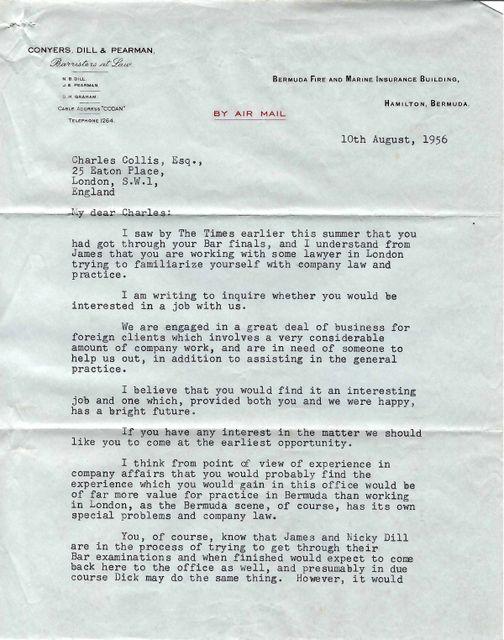 CONYERS, DILL & PEARMAN,
Barristers at Law
N. B. DILL.
J. E. PEARMAN.
D. H. GRAHAM.
CABLE ADDRESS "CODAN"
TELEPHONE 1264.
BERMUDA FIRE AND MARINE INSURANCE BUILDING,
HAMILTON, BERMUDA.
BY AIR MAIL
10th August, 1956
Charles Collis, Esq.,
25 Eaton Place,
London, S.W.1,
England
My dear Charles:
I saw by The Times earlier this summer that you
had got through your Bar finals, and I understand from
James that you are working with some lawyer in London
trying to familiarize yourself with company law and
practice.
I am writing to inquire whether you would be
interested in a job with us.
We are engaged in a great deal of business for
foreign clients which involves a very considerable
amount of company work, and are in need of someone to
help us out, in addition to assisting in the general
practice.
I believe that you would find it an interesting
job and one which, provided both you and we were happy,
has a bright future.
If you have any interest in the matter we should
like you to come at the earliest opportunity.
I think from point of view of experience in
company affairs that you would probably find the
experience which you would gain in this office would be
of far more value for practice in Bermuda than working
in London, as the Bermuda scene, of course, has its own
special problems and company law.
You, of course, know that James and Nicky Dill
are in the process of trying to get through their
Bar examinations and when finished would expect to come
back here to the office as well, and presumably in due
course Dick may do the same thing.  However, it would